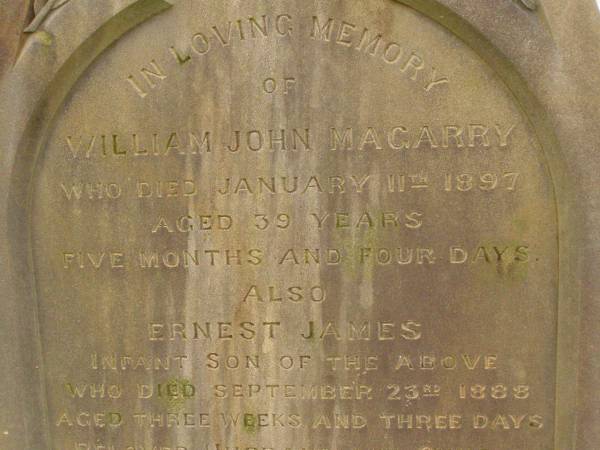 IN LOVING MEMORY
OF
WILLIAM JOHN MAGARRY
WHO DIED JANUARY 11TH 1897
AGED 39 YEARS
FIVE MONTHS AND FOUR DAYS.
ALSO
ERNEST JAMES
INFANT SON OF THE ABOVE
WHO DIED SEPTEMBER 23RD 1888
AGED THREE WEEKS AND THREE DAYS